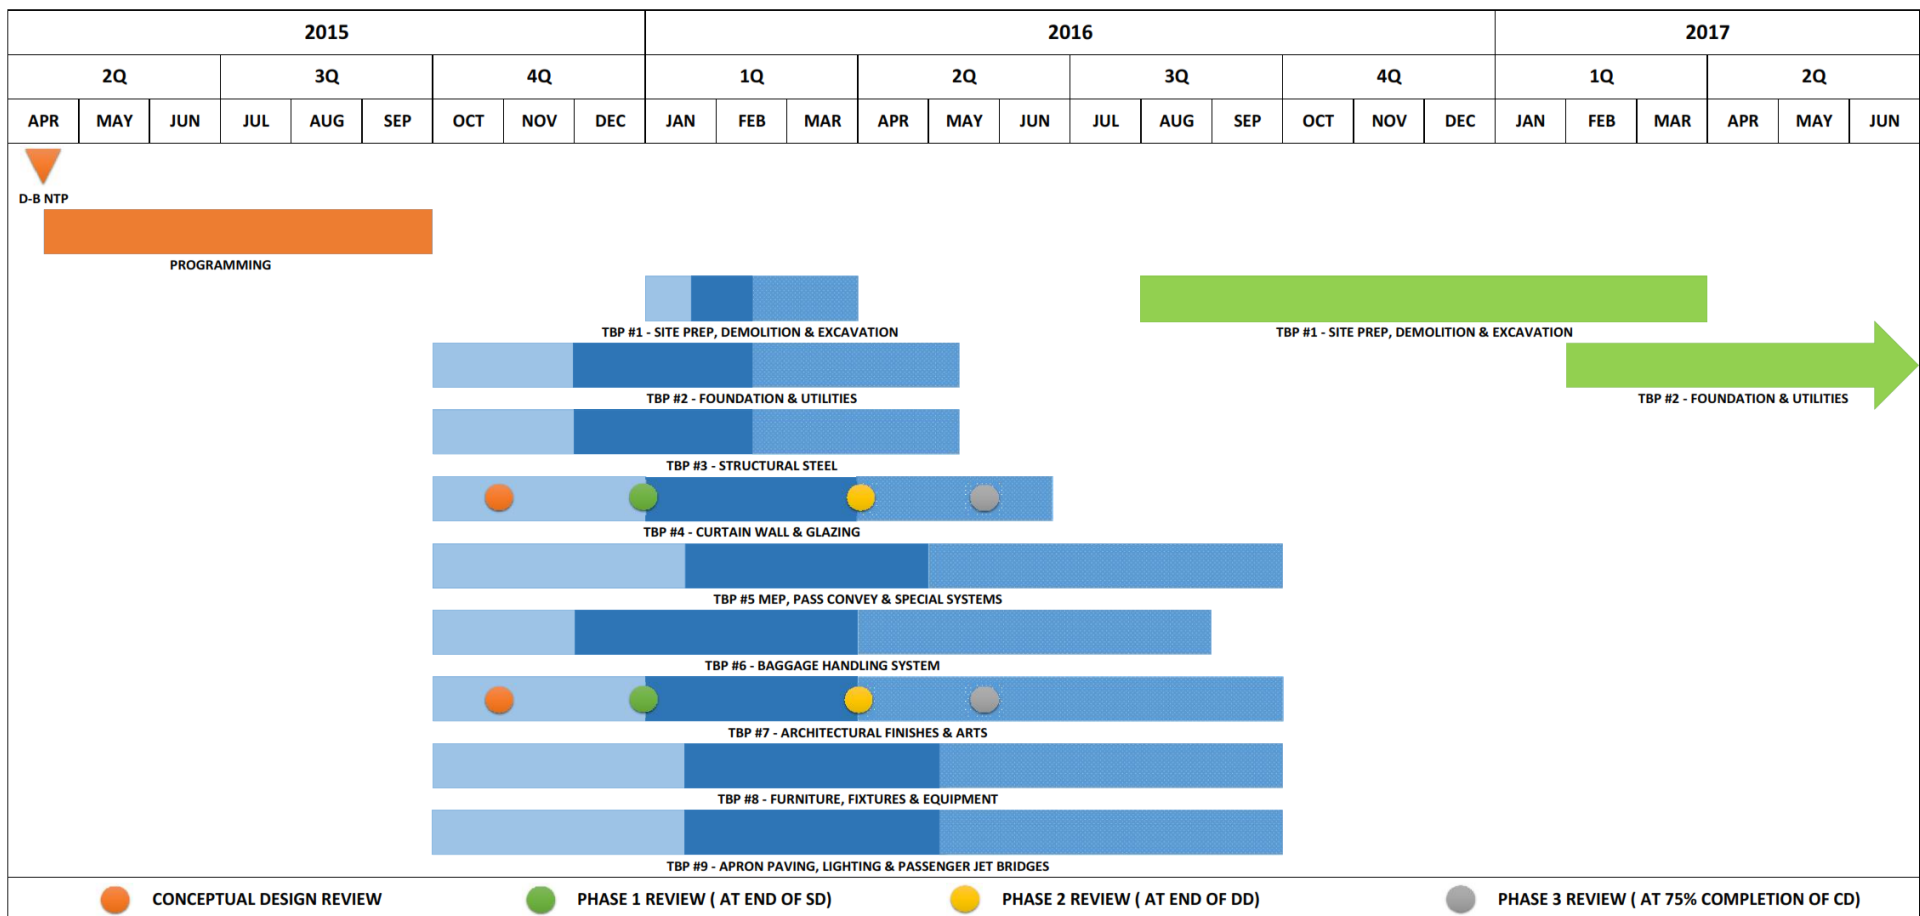 2015 2016 2017
2Q 3Q 4Q 1Q 2Q 3Q 4Q 1Q 2Q
APR MAY JUN JUL AUG SEP OCT NOV DEC JAN FEB MAR APR MAY JUN JUL AUG SEP OCT NOV DEC JAN FEB MAR APR MAY JUN
D-B NTP
PROGRAMMING
TBP #1 - SITE PREP, DEMOLITION & EXCAVATION TBP #1 - SITE PREP, DEMOLITION & EXCAVATION
TBP #2 - FOUNDATION & UTILITIES TBP #2 - FOUNDATION & UTILITIES
TBP #3 - STRUCTURAL STEEL
TBP #4 - CURTAIN WALL & GLAZING
TBP #5 MEP, PASS CONVEY & SPECIAL SYSTEMS
TBP #6 - BAGGAGE HANDLING SYSTEM
TBP #7 - ARCHITECTURAL FINISHES & ARTS
TBP #8 - FURNITURE, FIXTURES & EQUIPMENT
TBP #9 - APRON PAVING, LIGHTING & PASSENGER JET BRIDGES
CONCEPTUAL DESIGN REVIEW PHASE 1 REVIEW ( AT END OF SD) PHASE 2 REVIEW ( AT END OF DD) PHASE 3 REVIEW ( AT 75% COMPLETION OF CD)